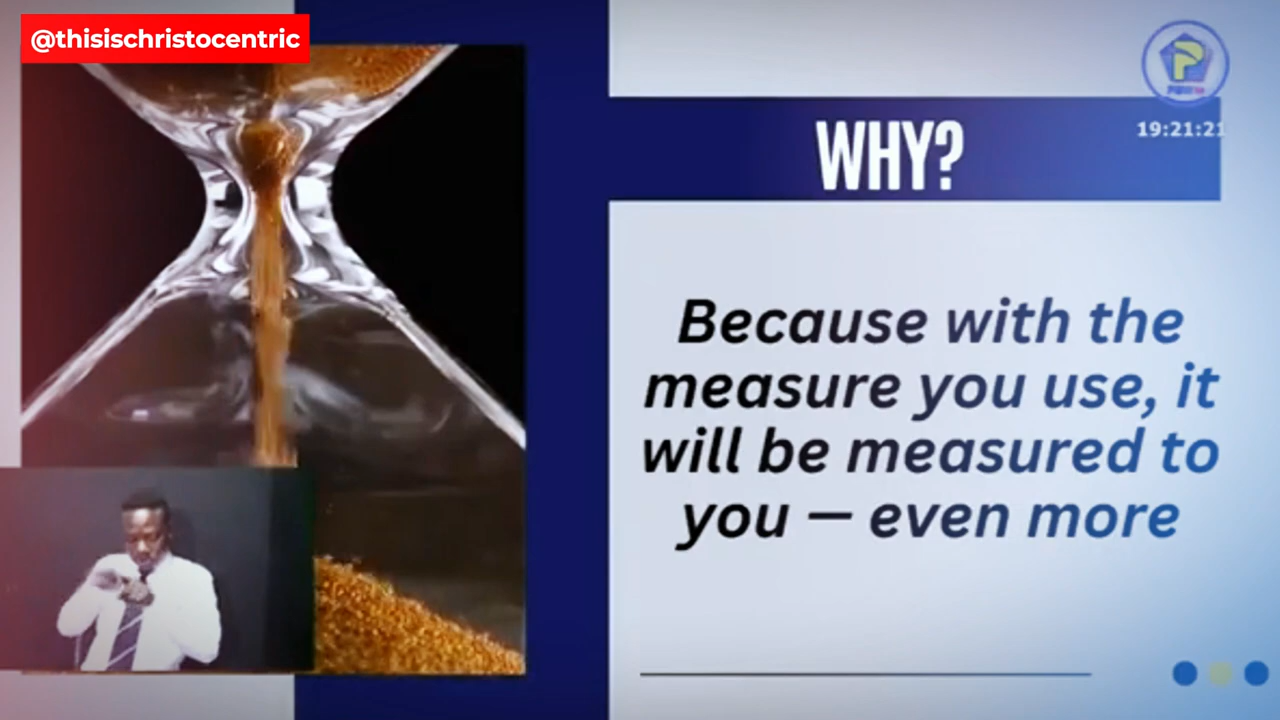 @thisischristocentric
P
19:21:21
WHY?
Because with the
measure you use, it
will be measured to
you — even more